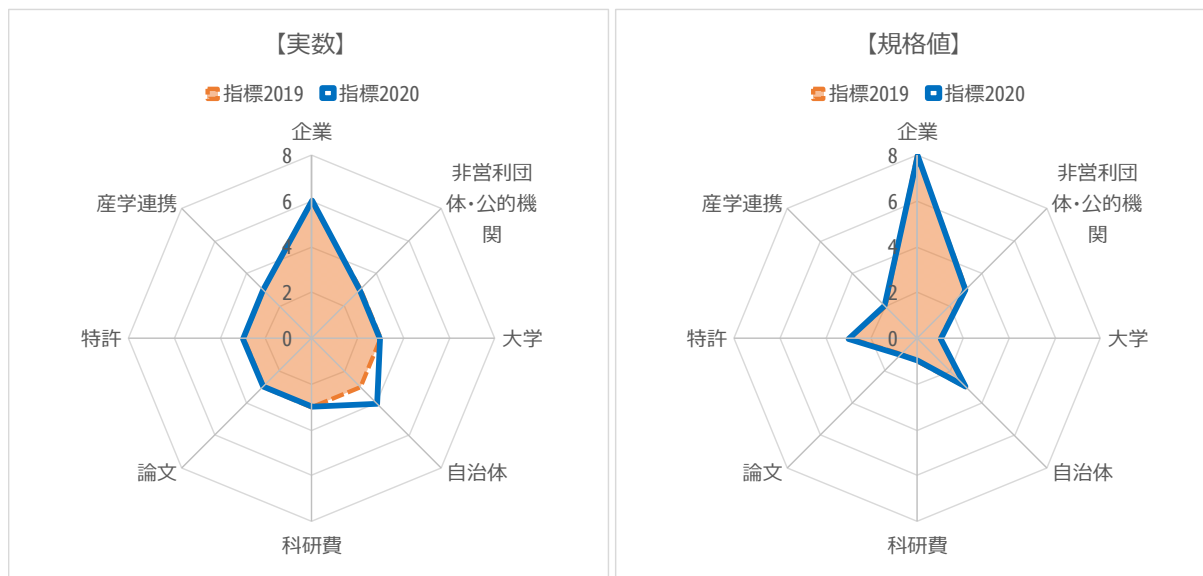 【実数】
指標2019 指標2020
企業
8
非営利団
体・公的機
関
産学連携
6
4
2
0
特許
大学
論文
自治体
科研費
【規格値】
指標2019 指標2020
企業
8
非営利団
体・公的機
関
産学連携
6
4
2
0
特許
大学
論文
自治体
科研費